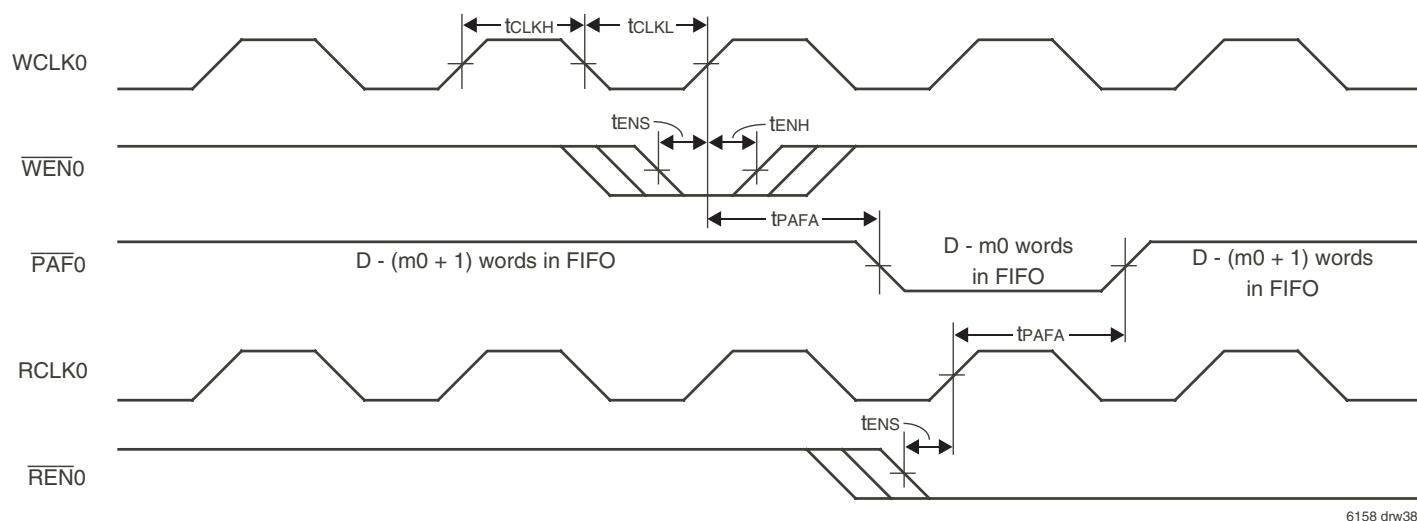 tCLKH
tCLKL
WCLK0
tENS
tENH
WEN0
tPAFA
PAF0
D - (m0 + 1) words in FIFO
D - m0 words
in FIFO
D - (m0 + 1) words
in FIFO
tPAFA
RCLK0
tENS
REN0
6158 drw38